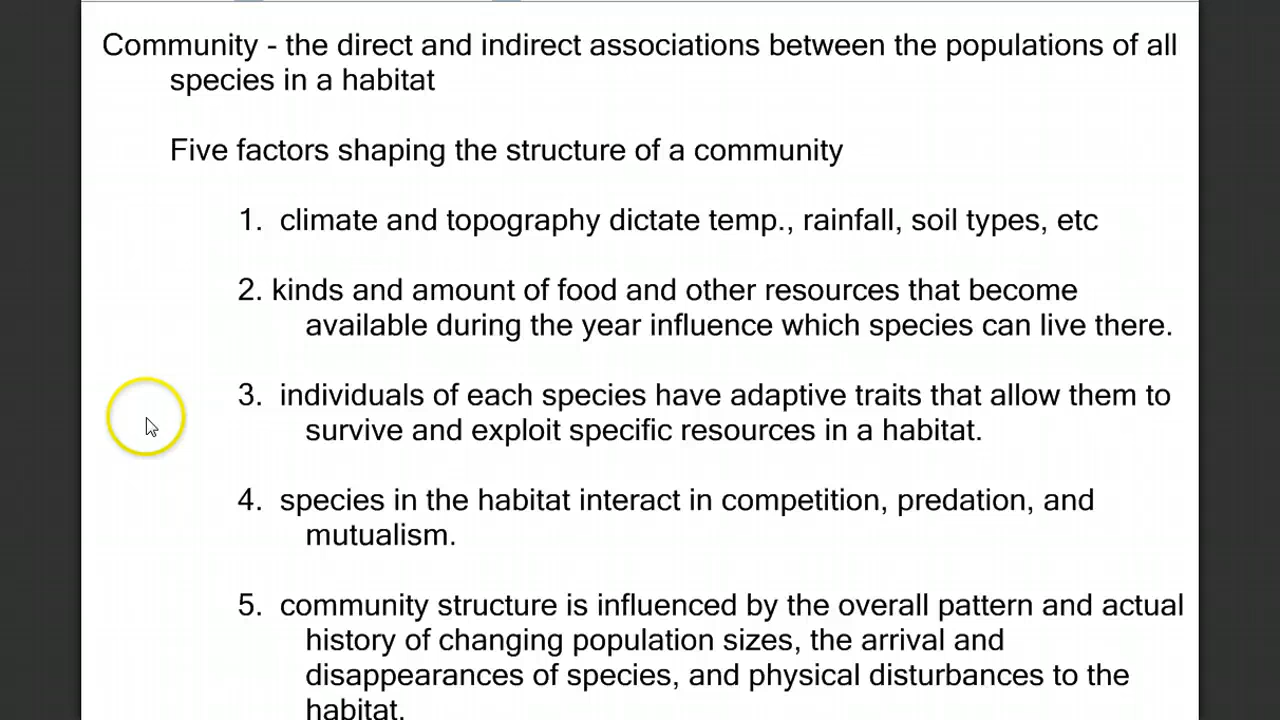 Community - the direct and indirect associations between the populations of all
species in a habitat
Five factors shaping the structure of a community
1. climate and topography dictate temp., rainfall, soil types, etc
2. kinds and amount of food and other resources that become
available during the year influence which species can live there.
3. individuals of each species have adaptive traits that allow them to
survive and exploit specific resources in a habitat.
4. species in the habitat interact in competition, predation, and
mutualism.
5. community structure is influenced by the overall pattern and actual
history of changing population sizes, the arrival and
disappearances of species, and physical disturbances to the
habitat.